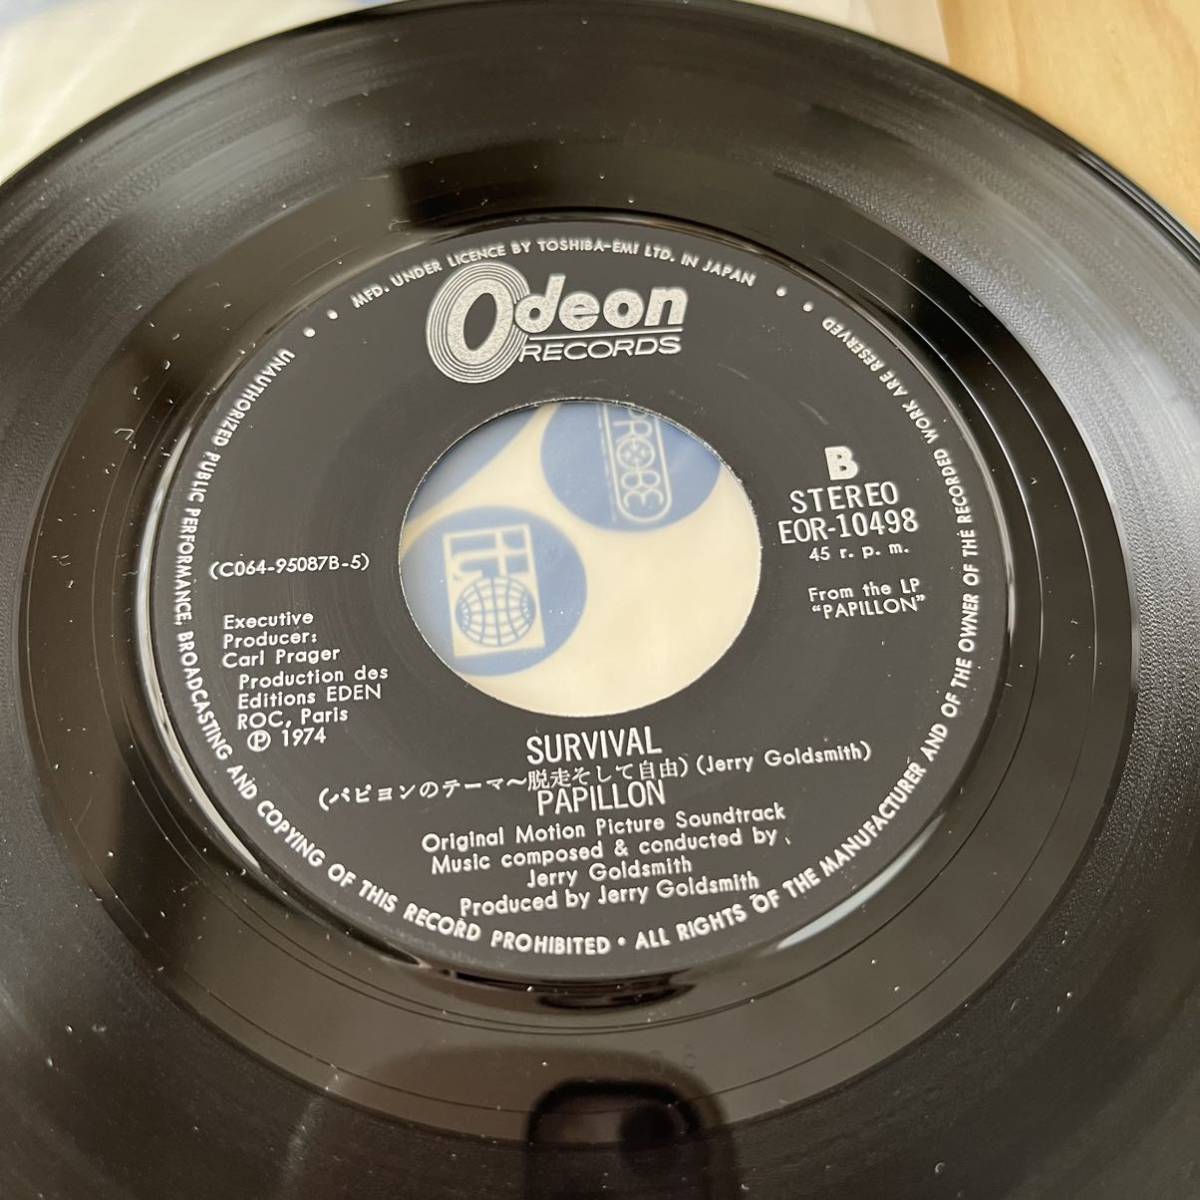 MFD. UNDER LICENCE BY TOSHIBA-EMI LTD. IN JAPAN
Odeon
RECORDS
PROBE
B
STEREO
EOR-10498
45 r. p. m.
From the LP
"PAPILLON"
(C064-95087B-5)
Executive
Producer:
Carl Prager
Production des
Editions EDEN
ROC, Paris
Ⓟ 1974
SURVIVAL
(パピヨンのテーマ〜脱走そして自由) (Jerry Goldsmith)
PAPILLON
Original Motion Picture Soundtrack
Music composed & conducted by
Jerry Goldsmith
Produced by Jerry Goldsmith
UNAUTHORIZED PUBLIC PERFORMANCE, BROADCASTING AND COPYING OF THIS RECORD PROHIBITED • ALL RIGHTS OF THE MANUFACTURER AND OF THE OWNER OF THE RECORDED WORK ARE RESERVED